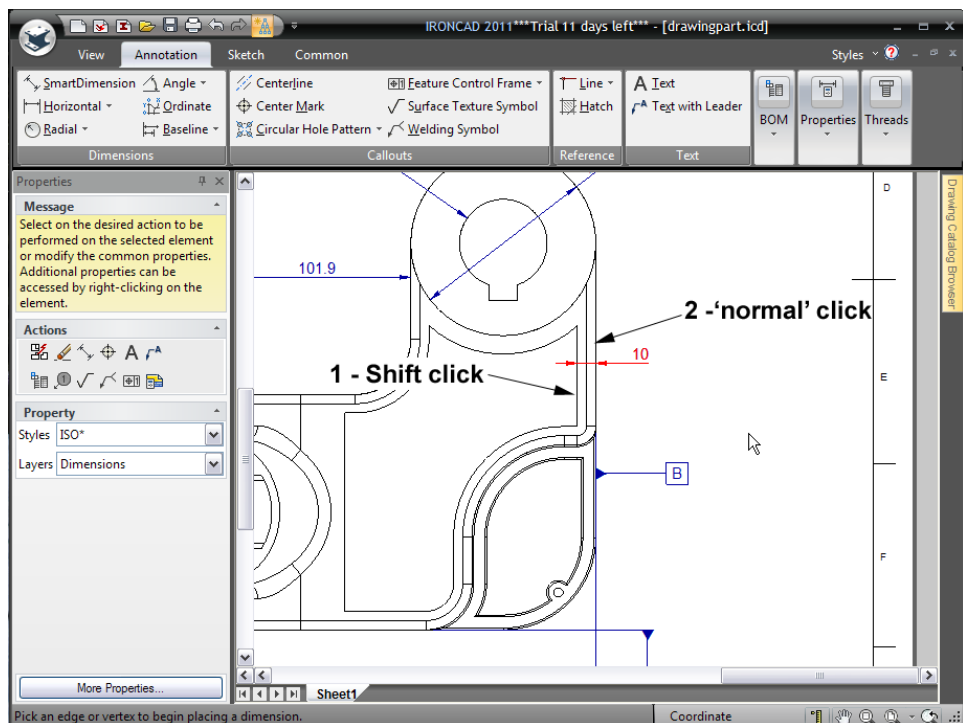 IRONCAD 2011***Trial 11 days left*** - [drawingpart.icd]
View Annotation Sketch Common Styles
SmartDimension Angle
Horizontal Ordinate
Radial Baseline
Dimensions
Centerline Feature Control Frame
Center Mark Surface Texture Symbol
Circular Hole Pattern Welding Symbol
Callouts
Line
Hatch
Reference
A Text
A Text with Leader
Text
BOM Properties Threads
Properties
Message
Select on the desired action to be
performed on the selected element
or modify the common properties.
Additional properties can be
accessed by right-clicking on the
element.
Actions
Property
Styles ISO*
Layers Dimensions
More Properties...
101.9
2 -‘normal’ click
10
1 - Shift click
B
D
E
F
Drawing Catalog Browser
Sheet1
Pick an edge or vertex to begin placing a dimension.
Coordinate